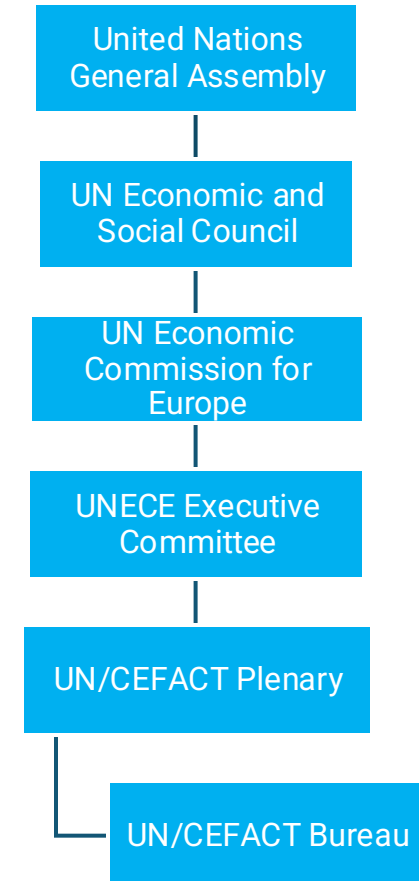 United Nations
General Assembly
UN Economic and
Social Council
UN Economic
Commission for
Europe
UNECE Executive
Committee
UN/CEFACT Plenary
UN/CEFACT Bureau